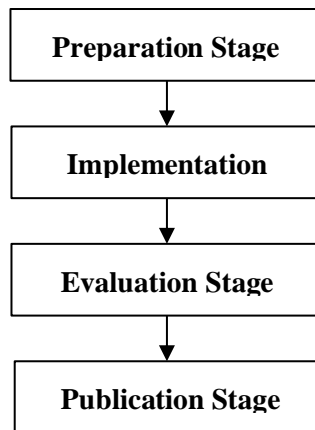 Preparation Stage
Implementation
Evaluation Stage
Publication Stage